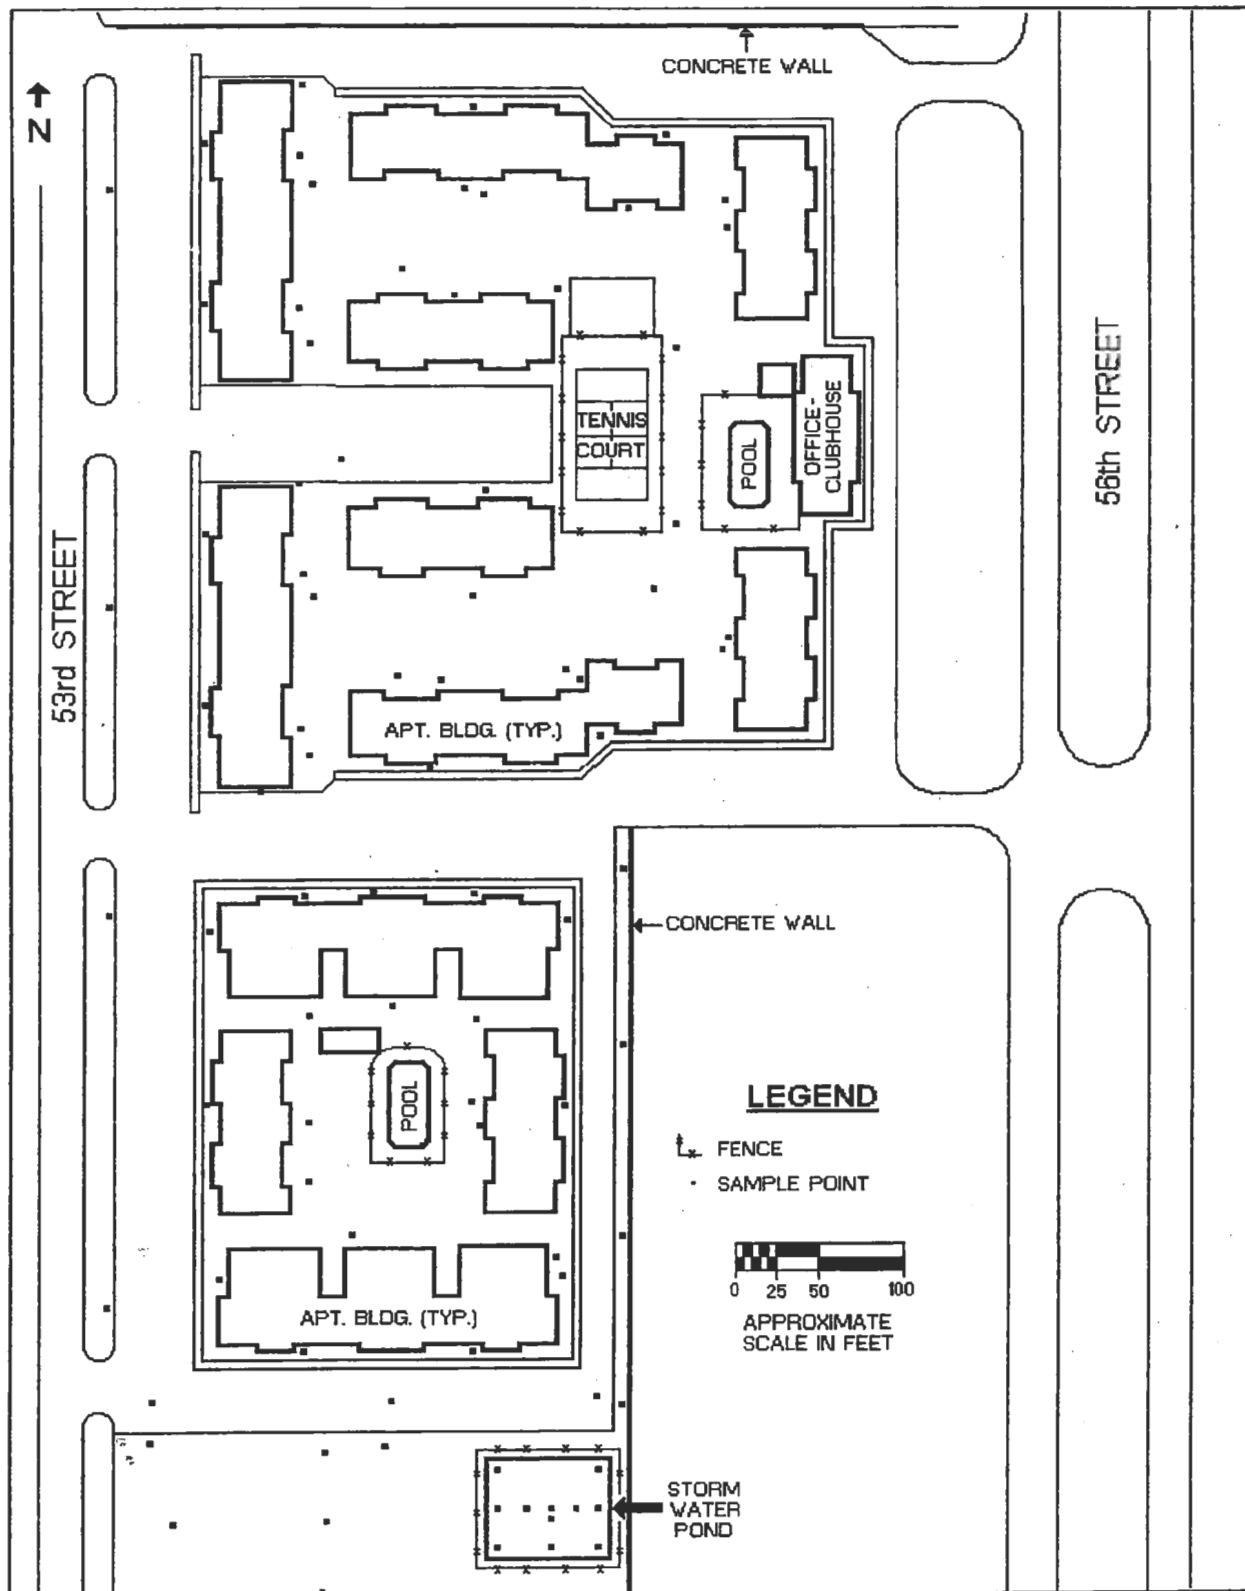 CONCRETE WALL
N
TENNIS
COURT
POOL
OFFICE-
CLUBHOUSE
56th STREET
53rd STREET
APT. BLDG. (TYP.)
CONCRETE WALL
POOL
LEGEND
FENCE
SAMPLE POINT
0 25 50 100
APPROXIMATE
SCALE IN FEET
APT. BLDG. (TYP.)
STORM
WATER
POND